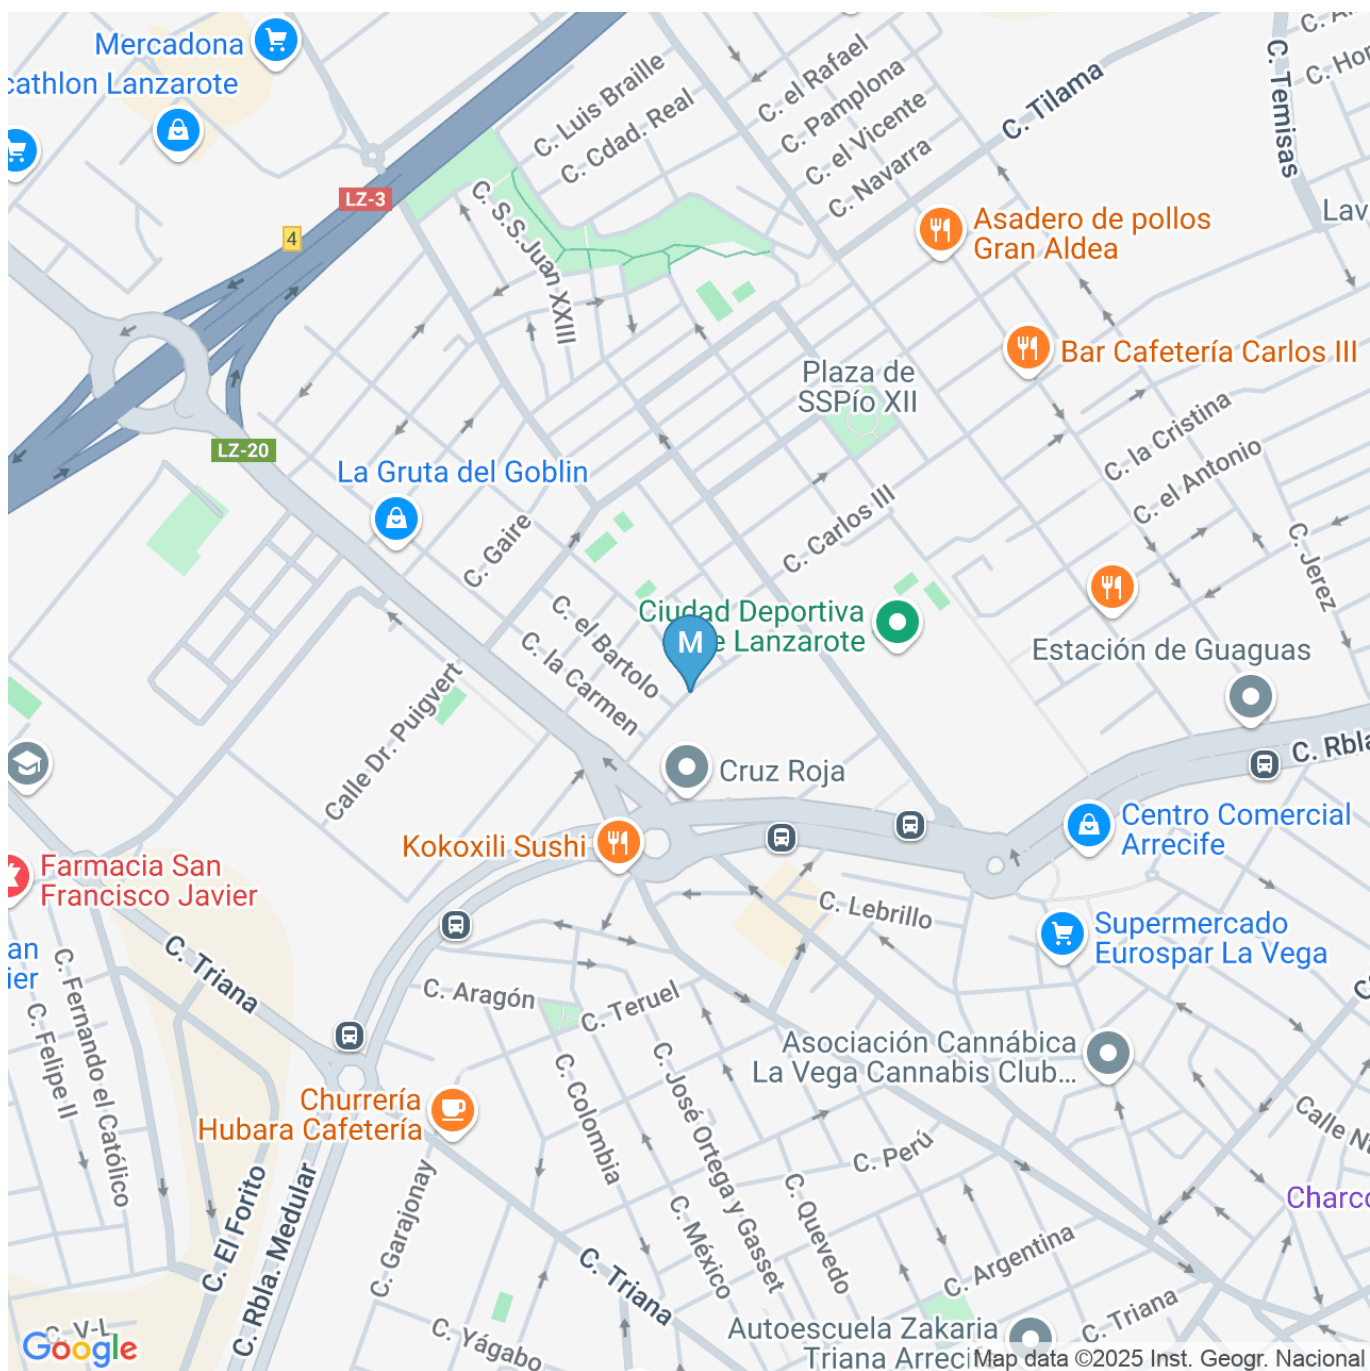 Mercadona
cathlon Lanzarote
C. Luis Braille
C. Cdad. Real
C. el Rafael
C. Pamplona
C. el Vicente
C. Navarra
C. Tilama
C. Temisas
LZ-3
4
C. S.S.Juan XXIII
Asadero de pollos
Gran Aldea
Lav
Bar Cafetería Carlos III
Plaza de
SSPío XII
C. la Cristina
C. el Antonio
LZ-20
La Gruta del Goblin
C. Gaire
C. Carlos III
C. Jerez
C. el Bartolo
C. la Carmen
Ciudad Deportiva
e Lanzarote
M
Estación de Guaguas
Calle Dr. Puigvert
Cruz Roja
C. Rbla
Kokoxili Sushi
Centro Comercial
Arrecife
Farmacia San
Francisco Javier
C. Lebrillo
Supermercado
Eurospar La Vega
an
ier
C. Triana
C. Aragón
C. Teruel
C. Fernando el Católico
C. Felipe II
Asociación Cannábica
La Vega Cannabis Club...
C. Colombia
C. José Ortega y Gasset
Churrería
Hubara Cafetería
C. Perú
C. Quevedo
C. México
C. Garajonay
C. El Forito
C. Rbla. Medular
Charco
C. Argentina
C. Triana
C. Triana
C. Yágabo
C. V-L
Google
Autoescuela Zakaria
Triana Arreci
Map data ©2025 Inst. Geogr. Nacional